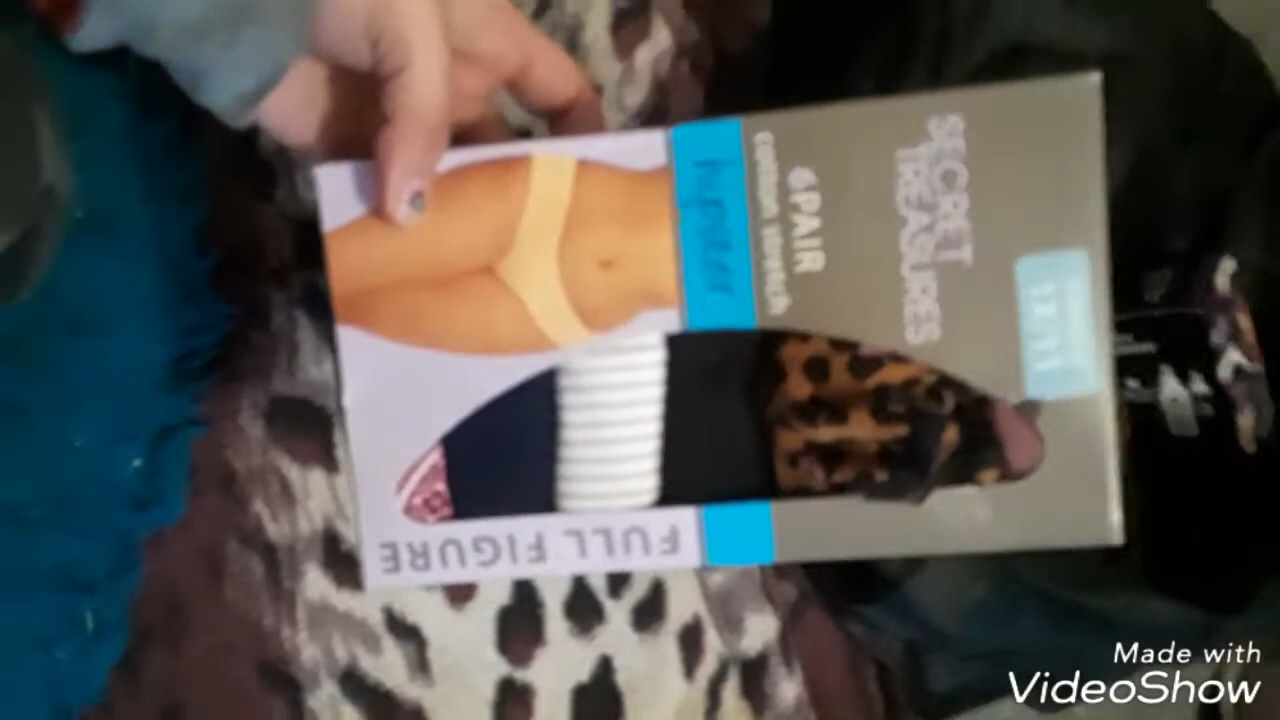 SECRET
TREASURES
6PAIR
cotton stretch
hipster
FULL FIGURE
Made with
VideoShow